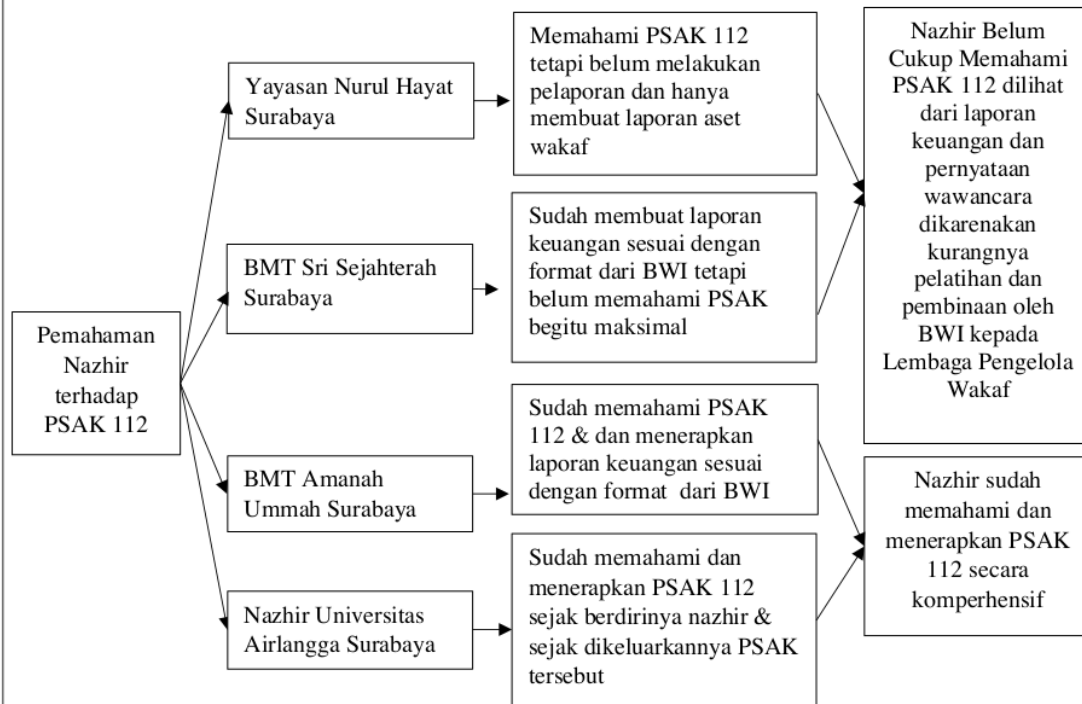 Pemahaman
Nazhir
terhadap
PSAK 112
Yayasan Nurul Hayat
Surabaya
Memahami PSAK 112
tetapi belum melakukan
pelaporan dan hanya
membuat laporan aset
wakaf
BMT Sri Sejahterah
Surabaya
Sudah membuat laporan
keuangan sesuai dengan
format dari BWI tetapi
belum memahami PSAK
begitu maksimal
Nazhir Belum
Cukup Memahami
PSAK 112 dilihat
dari laporan
keuangan dan
pernyataan
wawancara
dikarenakan
kurangnya
pelatihan dan
pembinaan oleh
BWI kepada
Lembaga Pengelola
Wakaf
BMT Amanah
Ummah Surabaya
Sudah memahami PSAK
112 & dan menerapkan
laporan keuangan sesuai
dengan format dari BWI
Nazhir Universitas
Airlangga Surabaya
Sudah memahami dan
menerapkan PSAK 112
sejak berdirinya nazhir &
sejak dikeluarkannya PSAK
tersebut
Nazhir sudah
memahami dan
menerapkan PSAK
112 secara
komperhensif